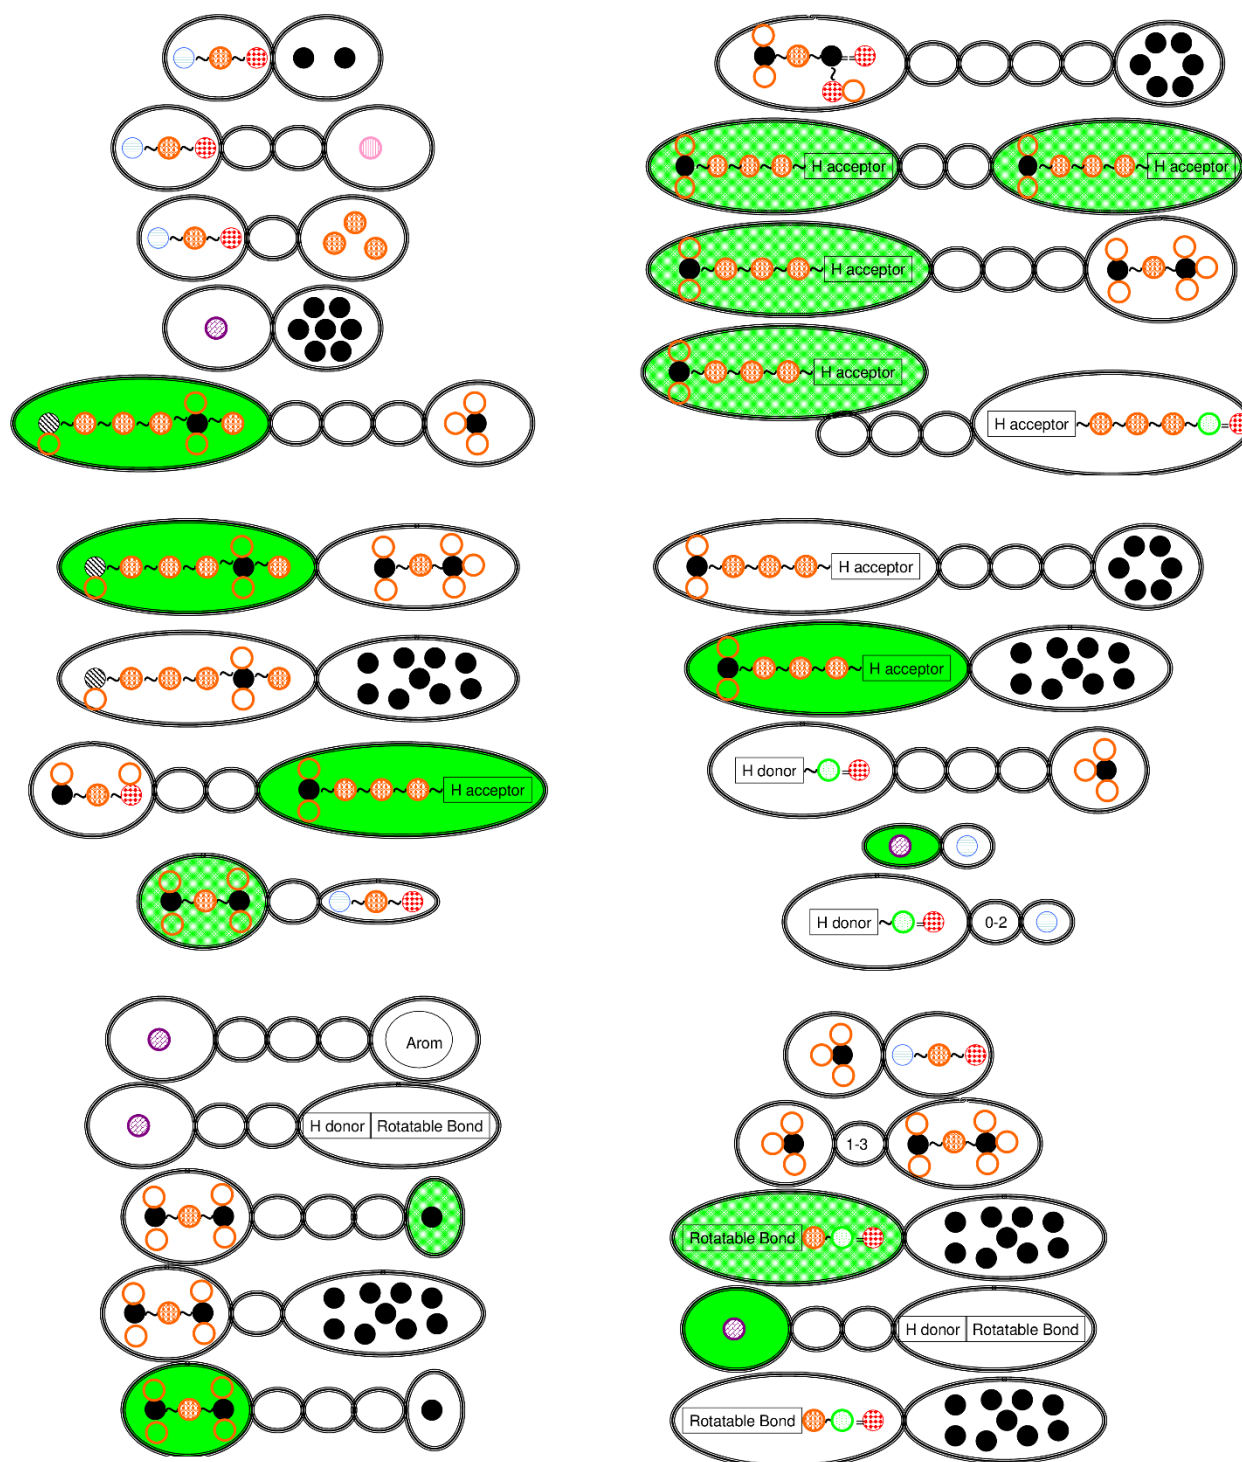 H acceptor
H acceptor
H acceptor
H acceptor
H acceptor
H acceptor
H acceptor
H acceptor
H donor
H donor
0-2
Arom
H donor
Rotatable Bond
1-3
Rotatable Bond
H donor
Rotatable Bond
Rotatable Bond